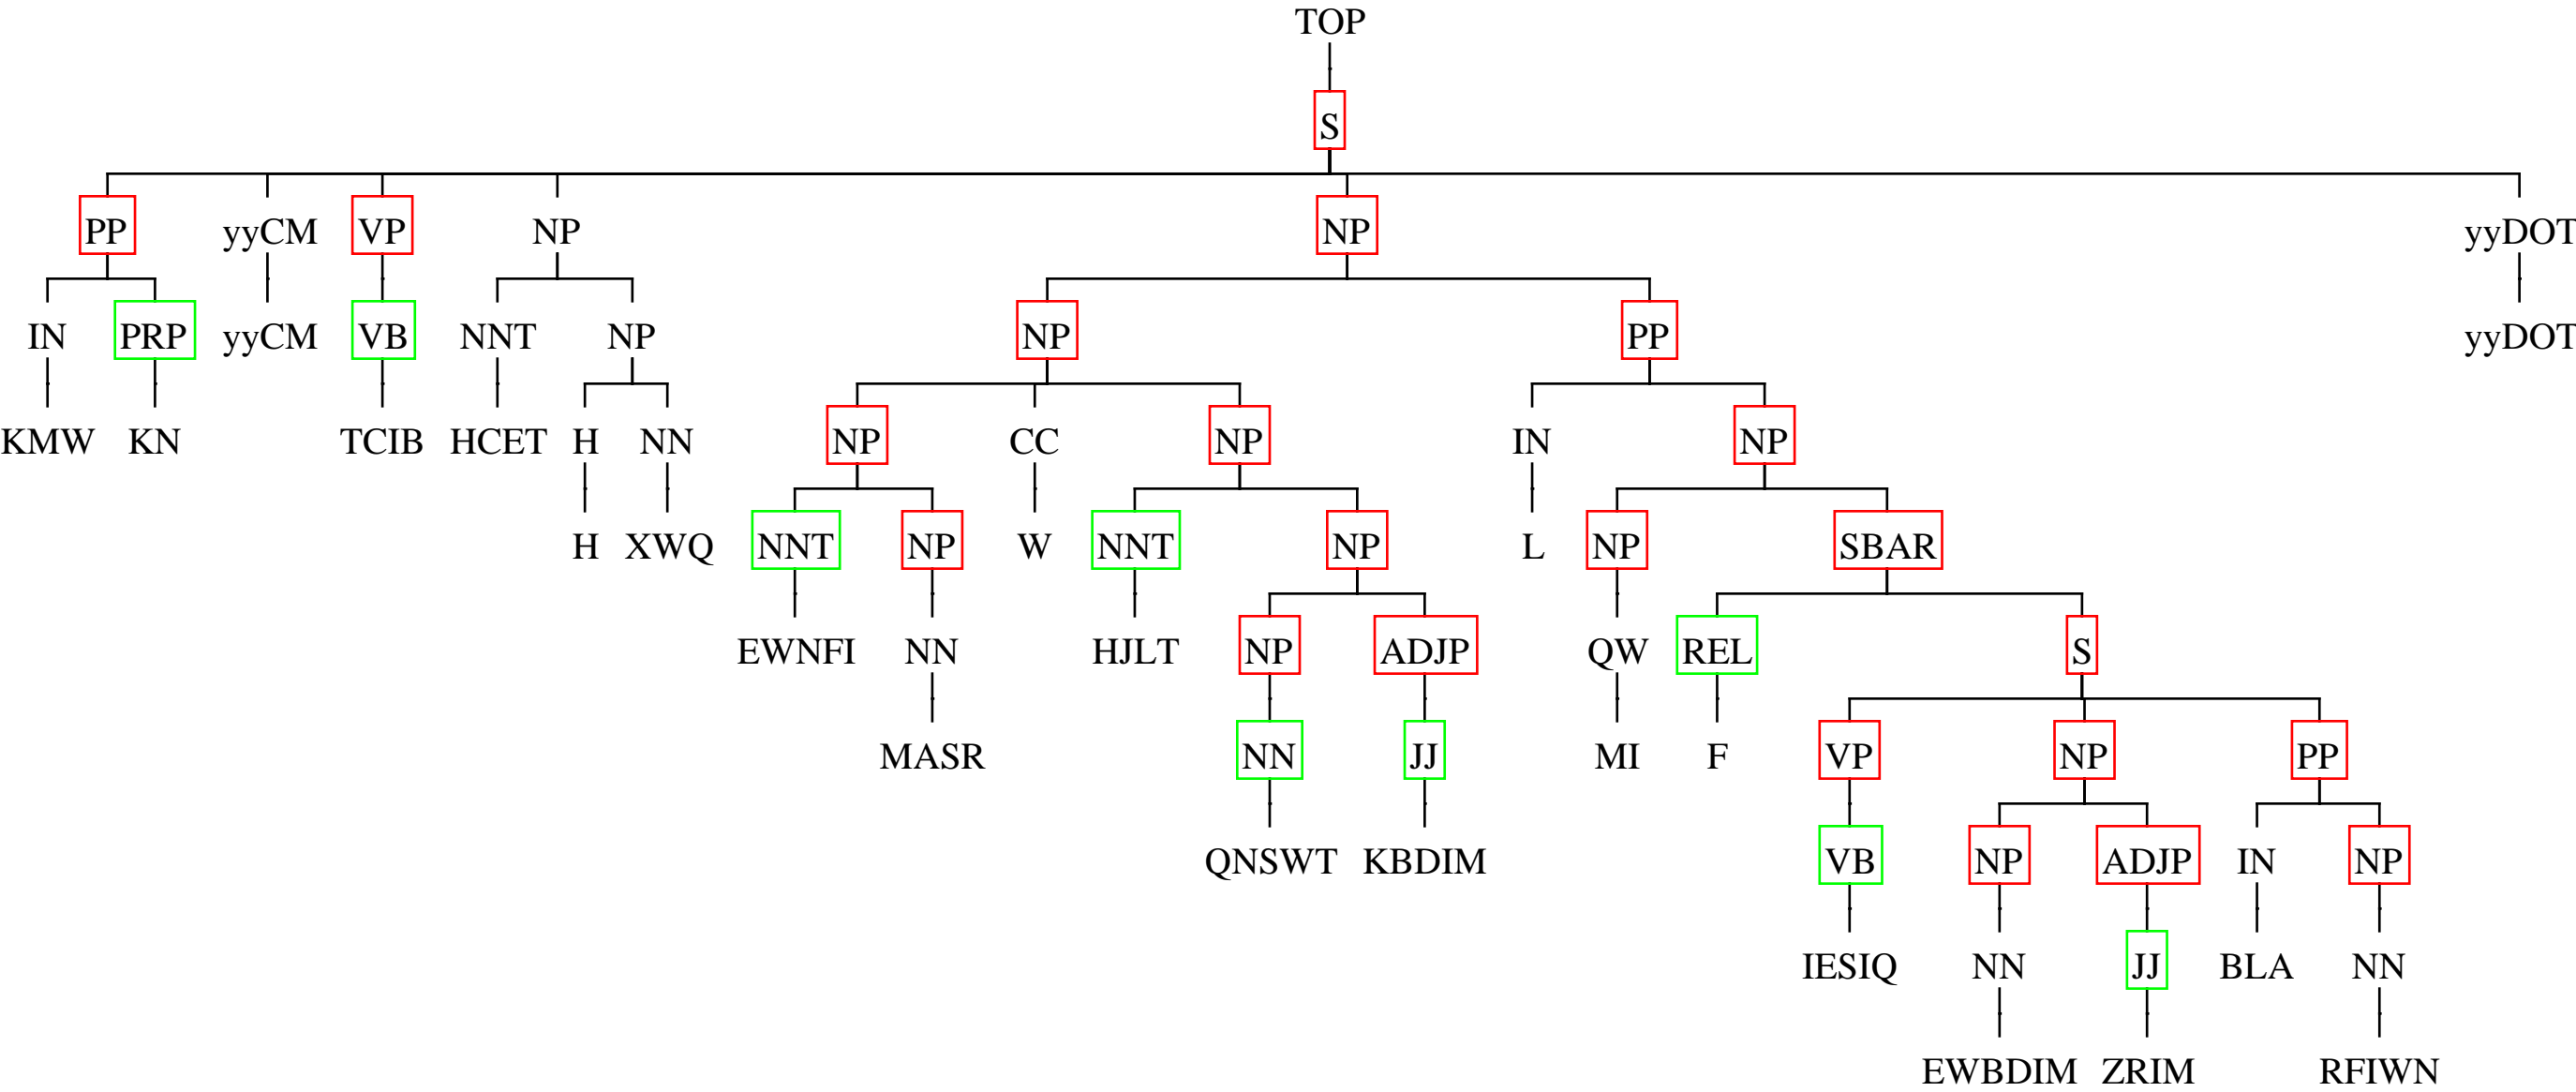 TOP
S
PP yyCM VP NP NP yyDOT
IN PRP yyCM VB NNT NP NP PP yyDOT
KMW KN TCIB HCET H NN NP CC NP IN NP
H XWQ NNT NP W NNT NP L NP SBAR
EWNFI NN HJLT NP ADJP QW REL S
MASR NN JJ MI F VP NP PP
QNSWT KBDIM VB NP ADJP IN NP
IESIQ NN JJ BLA NN
EWBDIM ZRIM RFIWN